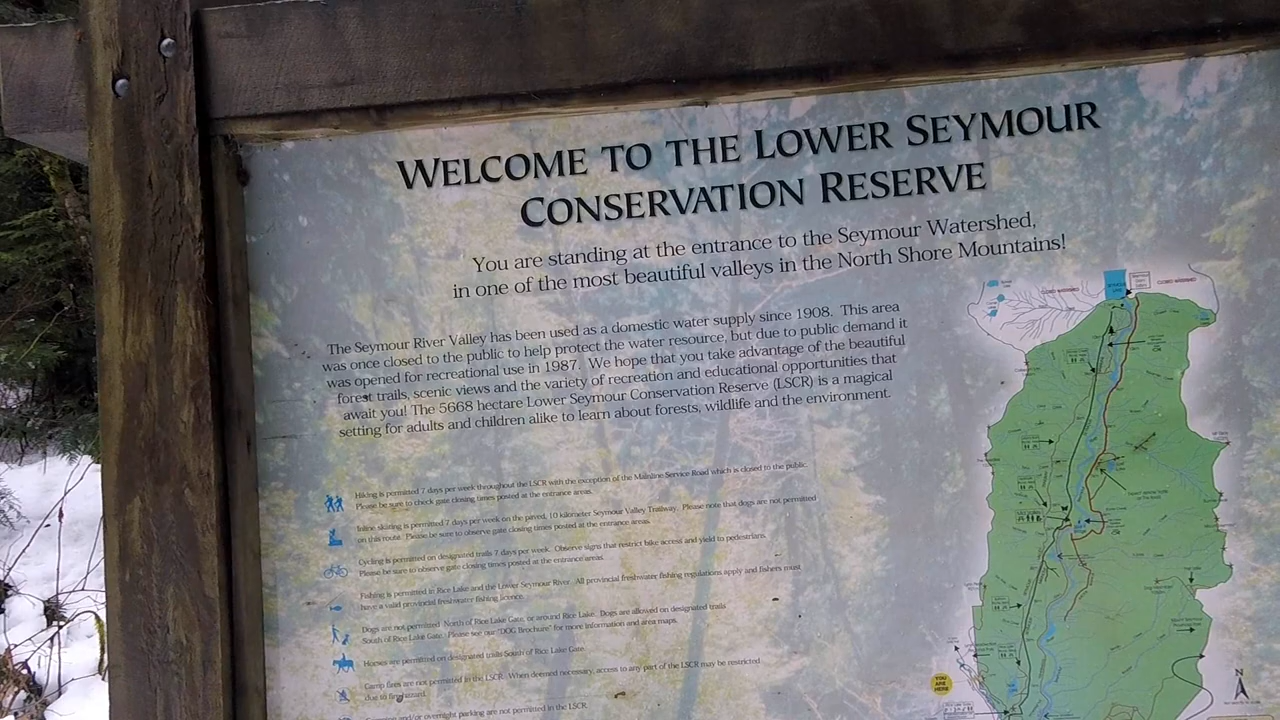 WELCOME TO THE LOWER SEYMOUR
CONSERVATION RESERVE
You are standing at the entrance to the Seymour Watershed,
in one of the most beautiful valleys in the North Shore Mountains!
The Seymour River Valley has been used as a domestic water supply since 1908. This area
was once closed to the public to help protect the water resource, but due to public demand it
was opened for recreational use in 1987. We hope that you take advantage of the beautiful
forest trails, scenic views and the variety of recreation and educational opportunities that
await you! The 5668 hectare Lower Seymour Conservation Reserve (LSCR) is a magical
setting for adults and children alike to learn about forests, wildlife and the environment.
Hiking is permitted 7 days per week throughout the LSCR with the exception of the Mainline Service Road which is closed to the public.
Please be sure to check gate closing times posted at the entrance areas.
Inline skating is permitted 7 days per week on the paved, 10 kilometer Seymour Valley Trailway. Please note that dogs are not permitted
on this route. Please be sure to observe gate closing times posted at the entrance areas.
Cycling is permitted on designated trails 7 days per week. Observe signs that restrict bike access and yield to pedestrians.
Please be sure to observe gate closing times posted at the entrance areas.
Fishing is permitted in Rice Lake and the Lower Seymour River. All provincial freshwater fishing regulations apply and fishers must
have a valid provincial freshwater fishing licence.
Dogs are not permitted North of Rice Lake Gate, or around Rice Lake. Dogs are allowed on designated trails
South of Rice Lake Gate. Please see our "DOG Brochure" for more information and area maps.
Horses are permitted on designated trails South of Rice Lake Gate.
Camp fires are not permitted in the LSCR. When deemed necessary, access to any part of the LSCR may be restricted
due to fire hazard.
and/or overnight parking are not permitted in the LSCR.
CLOSED WATERSHED
CLOSED WATERSHED
YOU
ARE
HERE
N